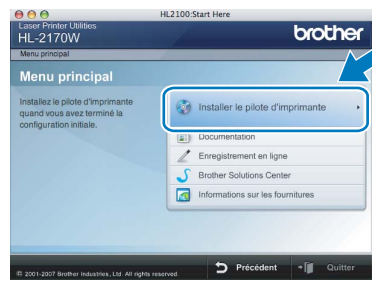 HL2100:Start Here
Laser Printer Utilities
HL-2170W
brother
Menu principal
Menu principal
Installez le pilote d'imprimante
quand vous avez terminé la
configuration initiale.
Installer le pilote d'imprimante
Documentation
Enregistrement en ligne
Brother Solutions Center
Informations sur les fournitures
© 2001-2007 Brother Industries, Ltd. All rights reserved
Précédent
Quitter